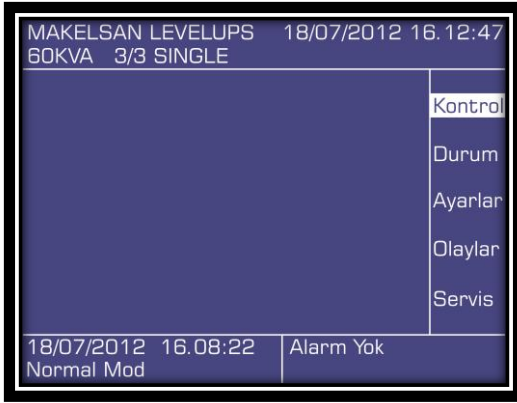 MAKELSAN LEVELUPS 18/07/2012 16.12:47
60KVA 3/3 SINGLE
Kontrol
Durum
Ayarlar
Olaylar
Servis
18/07/2012 16.08:22 Alarm Yok
Normal Mod